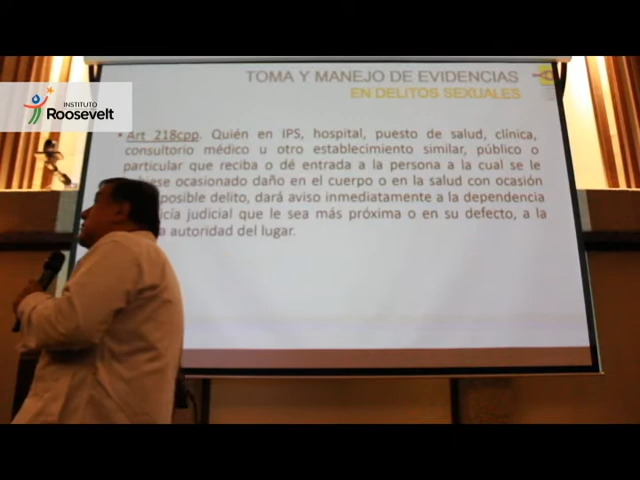 TOMA Y MANEJO DE EVIDENCIAS
EN DELITOS SEXUALES
INSTITUTO
Roosevelt
• Art 218cpp. Quién en IPS, hospital, puesto de salud, clínica,
consultorio médico u otro establecimiento similar, público o
particular que reciba o dé entrada a la persona a la cual se le
ocasionado daño en el cuerpo o en la salud con ocasión
posible delito, dará aviso inmediatamente a la dependencia
judicial que le sea más próxima o en su defecto, a la
autoridad del lugar.